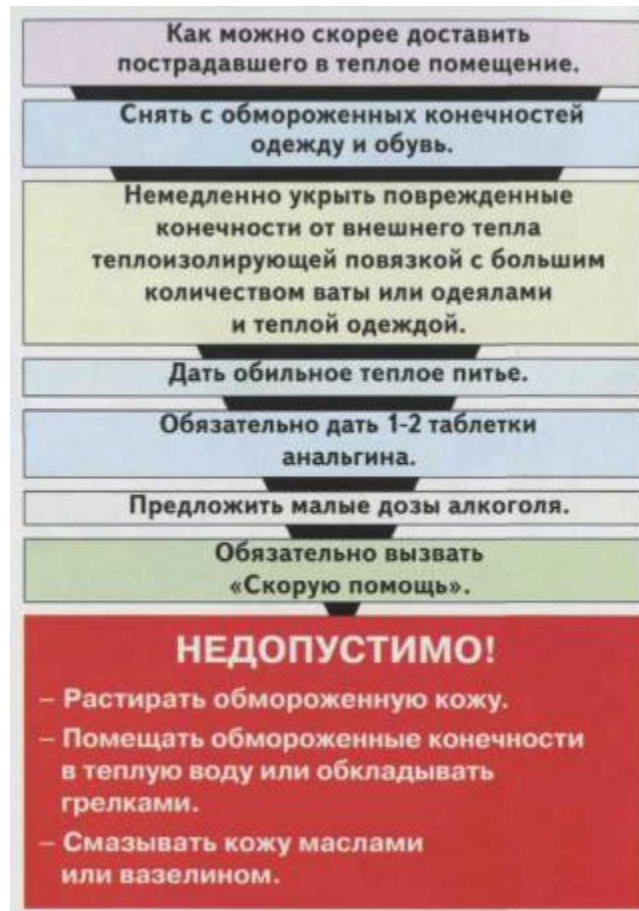 Как можно скорее доставить
пострадавшего в теплое помещение.
Снять с обмороженных конечностей
одежду и обувь.
Немедленно укрыть поврежденные
конечности от внешнего тепла
теплоизолирующей повязкой с большим
количеством ваты или одеялами
и теплой одеждой.
Дать обильное теплое питье.
Обязательно дать 1-2 таблетки
анальгина.
Предложить малые дозы алкоголя.
Обязательно вызвать
«Скорую помощь».
НЕДОПУСТИМО!
– Растирать обмороженную кожу.
– Помещать обмороженные конечности
в теплую воду или обкладывать
грелками.
– Смазывать кожу маслами
или вазелином.